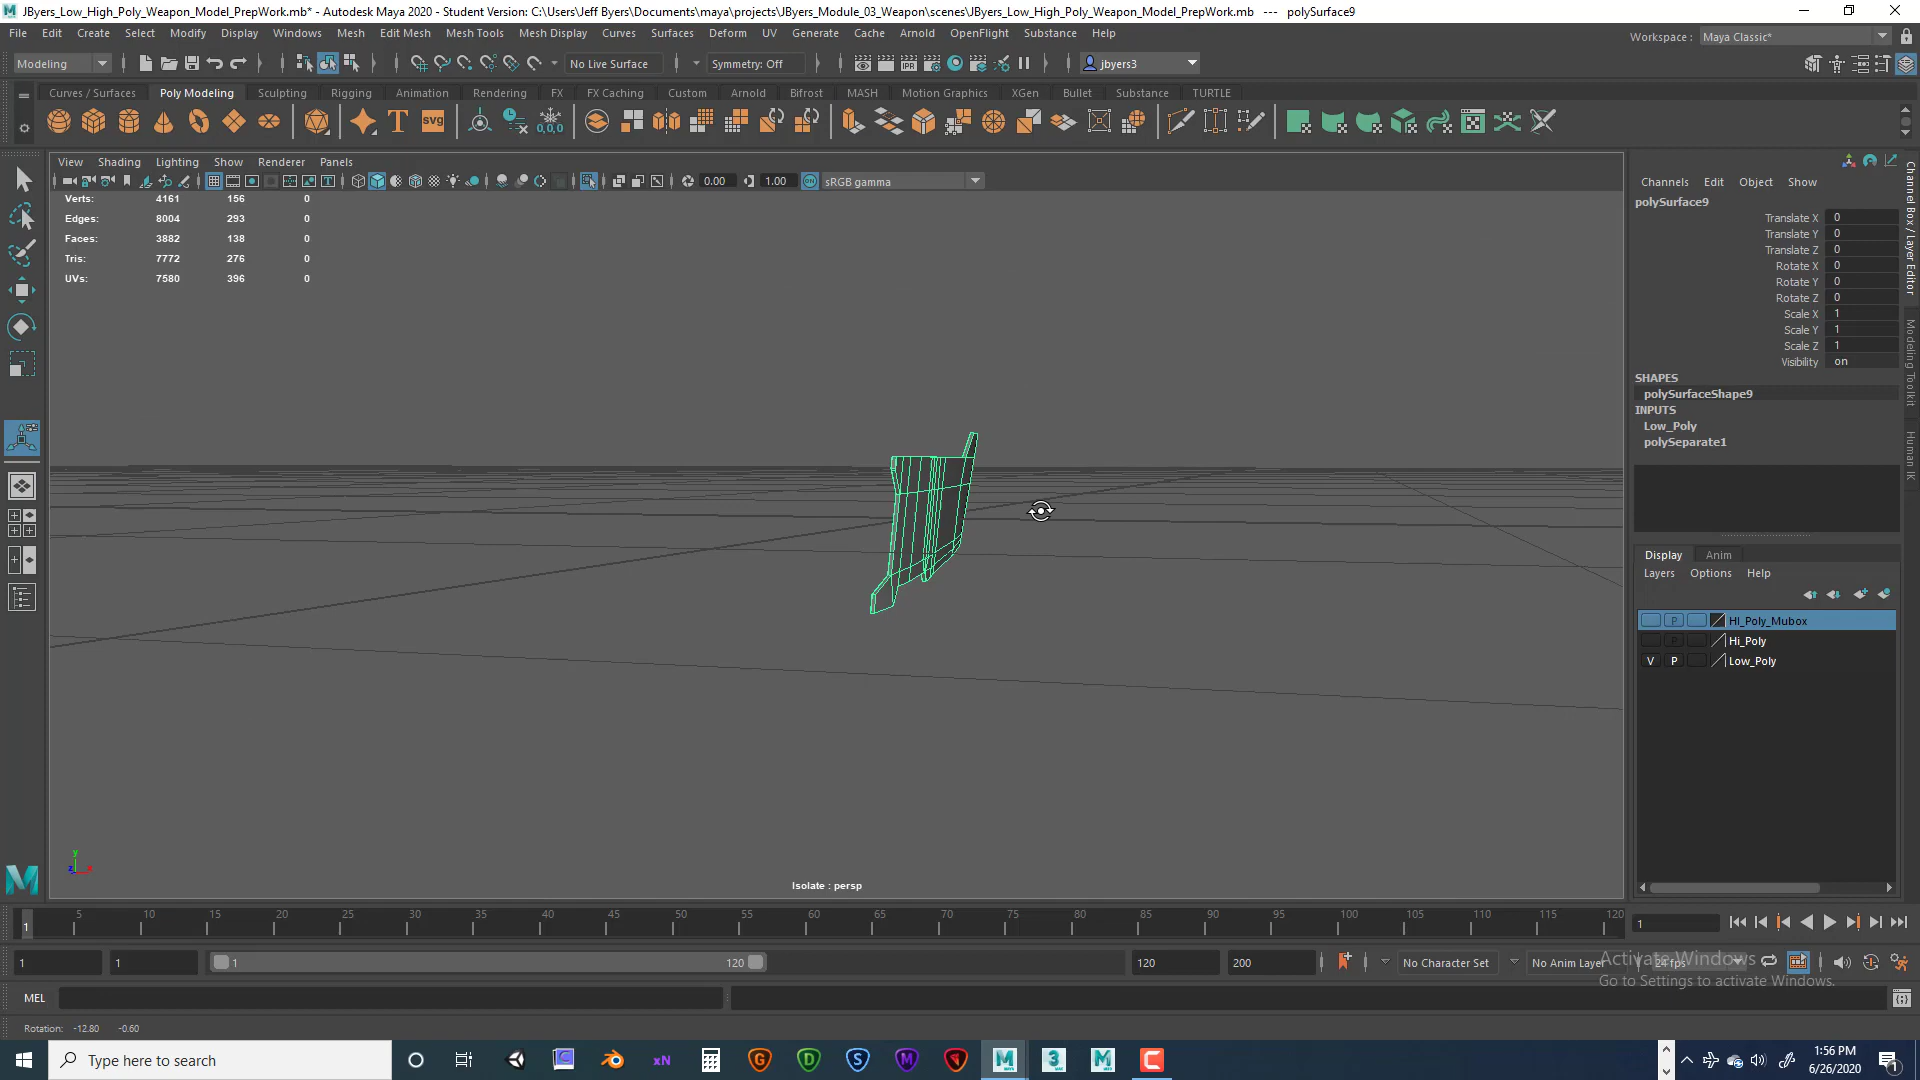 JByers_Low_High_Poly_Weapon_Model_PrepWork.mb* - Autodesk Maya 2020 - Student Version: C:\Users\Jeff Byers\Documents\maya\projects\JByers_Module_03_Weapon\scenes\JByers_Low_High_Poly_Weapon_Model_PrepWork.mb --- polySurface9
File Edit Create Select Modify Display Windows Mesh Edit Mesh Mesh Tools Mesh Display Curves Surfaces Deform UV Generate Cache Arnold OpenFlight Substance Help
Workspace : Maya Classic*
Modeling No Live Surface Symmetry: Off jbyers3
Curves / Surfaces Poly Modeling Sculpting Rigging Animation Rendering FX FX Caching Custom Arnold Bifrost MASH Motion Graphics XGen Bullet Substance TURTLE
View Shading Lighting Show Renderer Panels
0.00 1.00 sRGB gamma
Verts: 4161 156 0
Edges: 8004 293 0
Faces: 3882 138 0
Tris: 7772 276 0
UVs: 7580 396 0
Isolate : persp
Channels Edit Object Show
polySurface9
Translate X 0
Translate Y 0
Translate Z 0
Rotate X 0
Rotate Y 0
Rotate Z 0
Scale X 1
Scale Y 1
Scale Z 1
Visibility on
SHAPES
polySurfaceShape9
INPUTS
Low_Poly
polySeparate1
Display Anim
Layers Options Help
P HI_Poly_Mubox
P Hi_Poly
V P Low_Poly
Channel Box / Layer Editor
Modeling Toolkit
Human IK
1 5 10 15 20 25 30 35 40 45 50 55 60 65 70 75 80 85 90 95 100 105 110 115 120
1
1 1 1 120 120 200 No Character Set No Anim Layer 24 fps
Activate Windows
Go to Settings to activate Windows.
MEL
Rotation: -12.80 -0.60
Type here to search
1:56 PM
6/26/2020